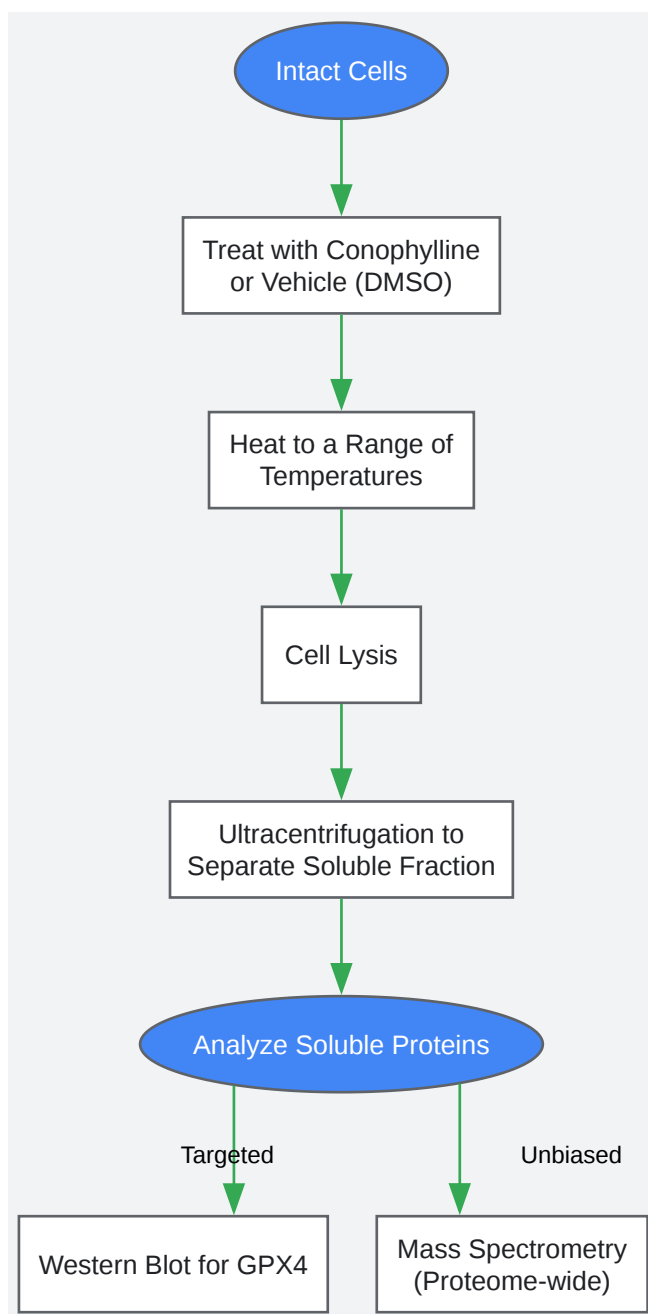 Intact Cells
Treat with Conophylline
or Vehicle (DMSO)
Heat to a Range of
Temperatures
Cell Lysis
Ultracentrifugation to
Separate Soluble Fraction
Analyze Soluble Proteins
Targeted
Unbiased
Western Blot for GPX4
Mass Spectrometry
(Proteome-wide)